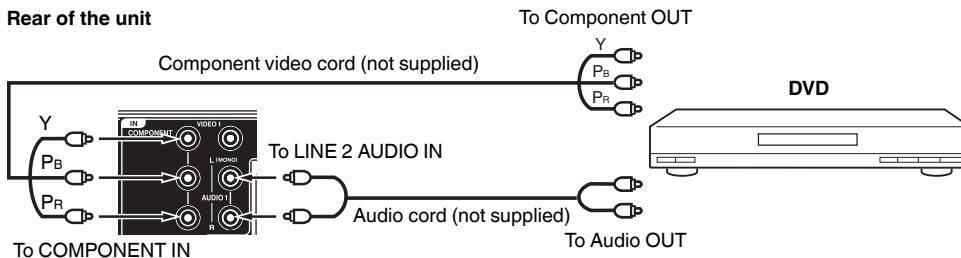 Rear of the unit
To Component OUT
Component video cord (not supplied)
Y
PB
PR
DVD
IN
COMPONENT
VIDEO 1
Y
PB
PR
L (MONO)
AUDIO 1
R
To LINE 2 AUDIO IN
Audio cord (not supplied)
To Audio OUT
To COMPONENT IN